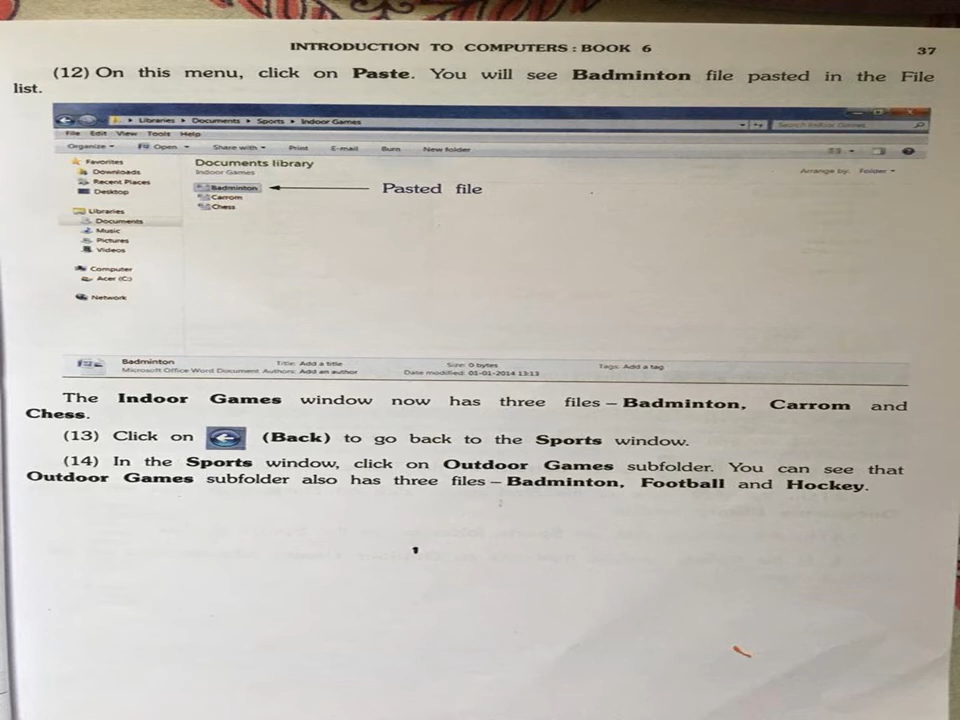 INTRODUCTION TO COMPUTERS : BOOK 6
37
(12) On this menu, click on Paste. You will see Badminton file pasted in the File
list.
Libraries ▸ Documents ▸ Sports ▸ Indoor Games
Search Indoor Games
File Edit View Tools Help
Organize Open Share with Print E-mail Burn New folder
Favorites
Downloads
Recent Places
Desktop
Libraries
Documents
Music
Pictures
Videos
Computer
Acer (C:)
Network
Documents library
Indoor Games
Arrange by: Folder
Badminton
Carrom
Chess
Pasted file
Badminton Title: Add a title Size: 0 bytes Tags: Add a tag
Microsoft Office Word Document Authors: Add an author Date modified: 01-01-2014 13:13
The Indoor Games window now has three files – Badminton, Carrom and
Chess.
(13) Click on (Back) to go back to the Sports window.
(14) In the Sports window, click on Outdoor Games subfolder. You can see that
Outdoor Games subfolder also has three files – Badminton, Football and Hockey.